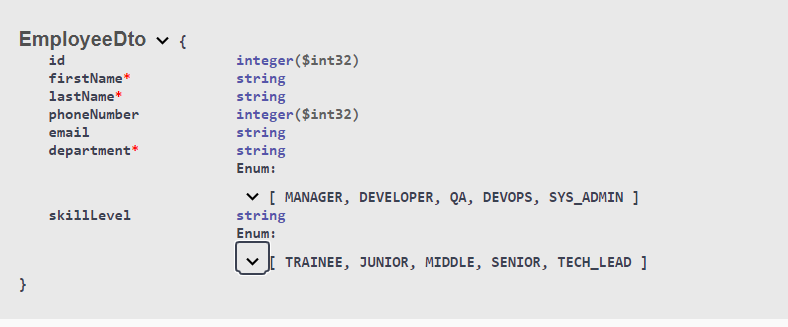 EmployeeDto {
id integer($int32)
firstName* string
lastName* string
phoneNumber integer($int32)
email string
department* string
Enum:
[ MANAGER, DEVELOPER, QA, DEVOPS, SYS_ADMIN ]
skillLevel string
Enum:
[ TRAINEE, JUNIOR, MIDDLE, SENIOR, TECH_LEAD ]
}